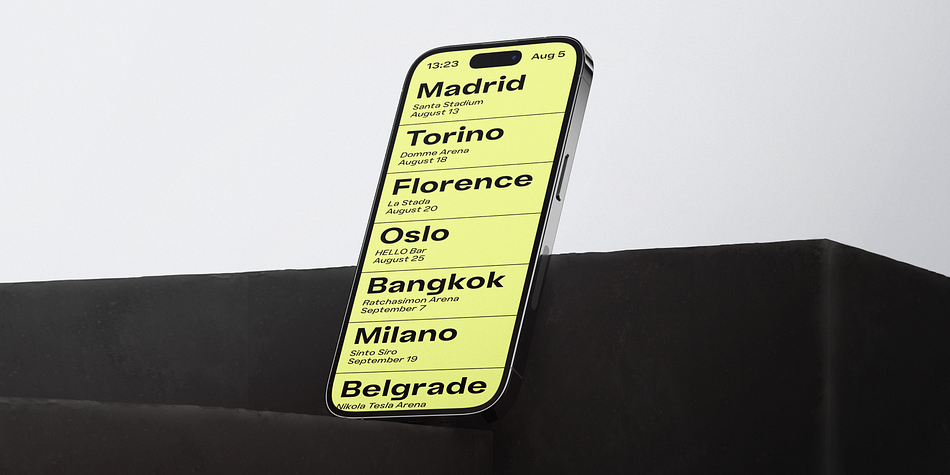 13:23 Aug 5
Madrid
Santa Stadium
August 13
Torino
Domme Arena
August 18
Florence
La Stada
August 20
Oslo
HELLO Bar
August 25
Bangkok
Ratchasimon Arena
September 7
Milano
Sinto Siro
September 19
Belgrade
Nikola Tesla Arena